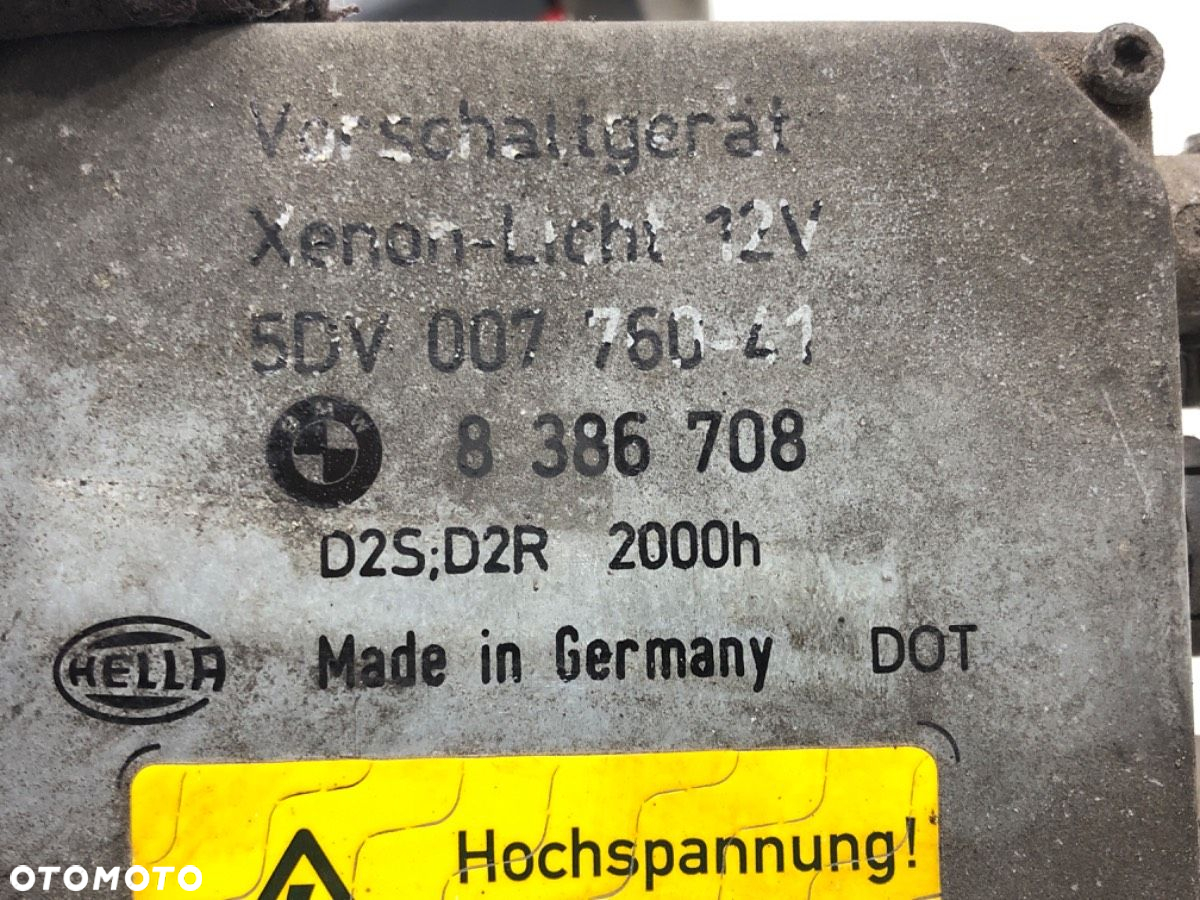 Vorschaltgerät
Xenon-Licht 12V
5DV 007 760-41
BMW 8 386 708
D2S;D2R 2000h
HELLA Made in Germany DOT
Hochspannung!
OTOMOTO